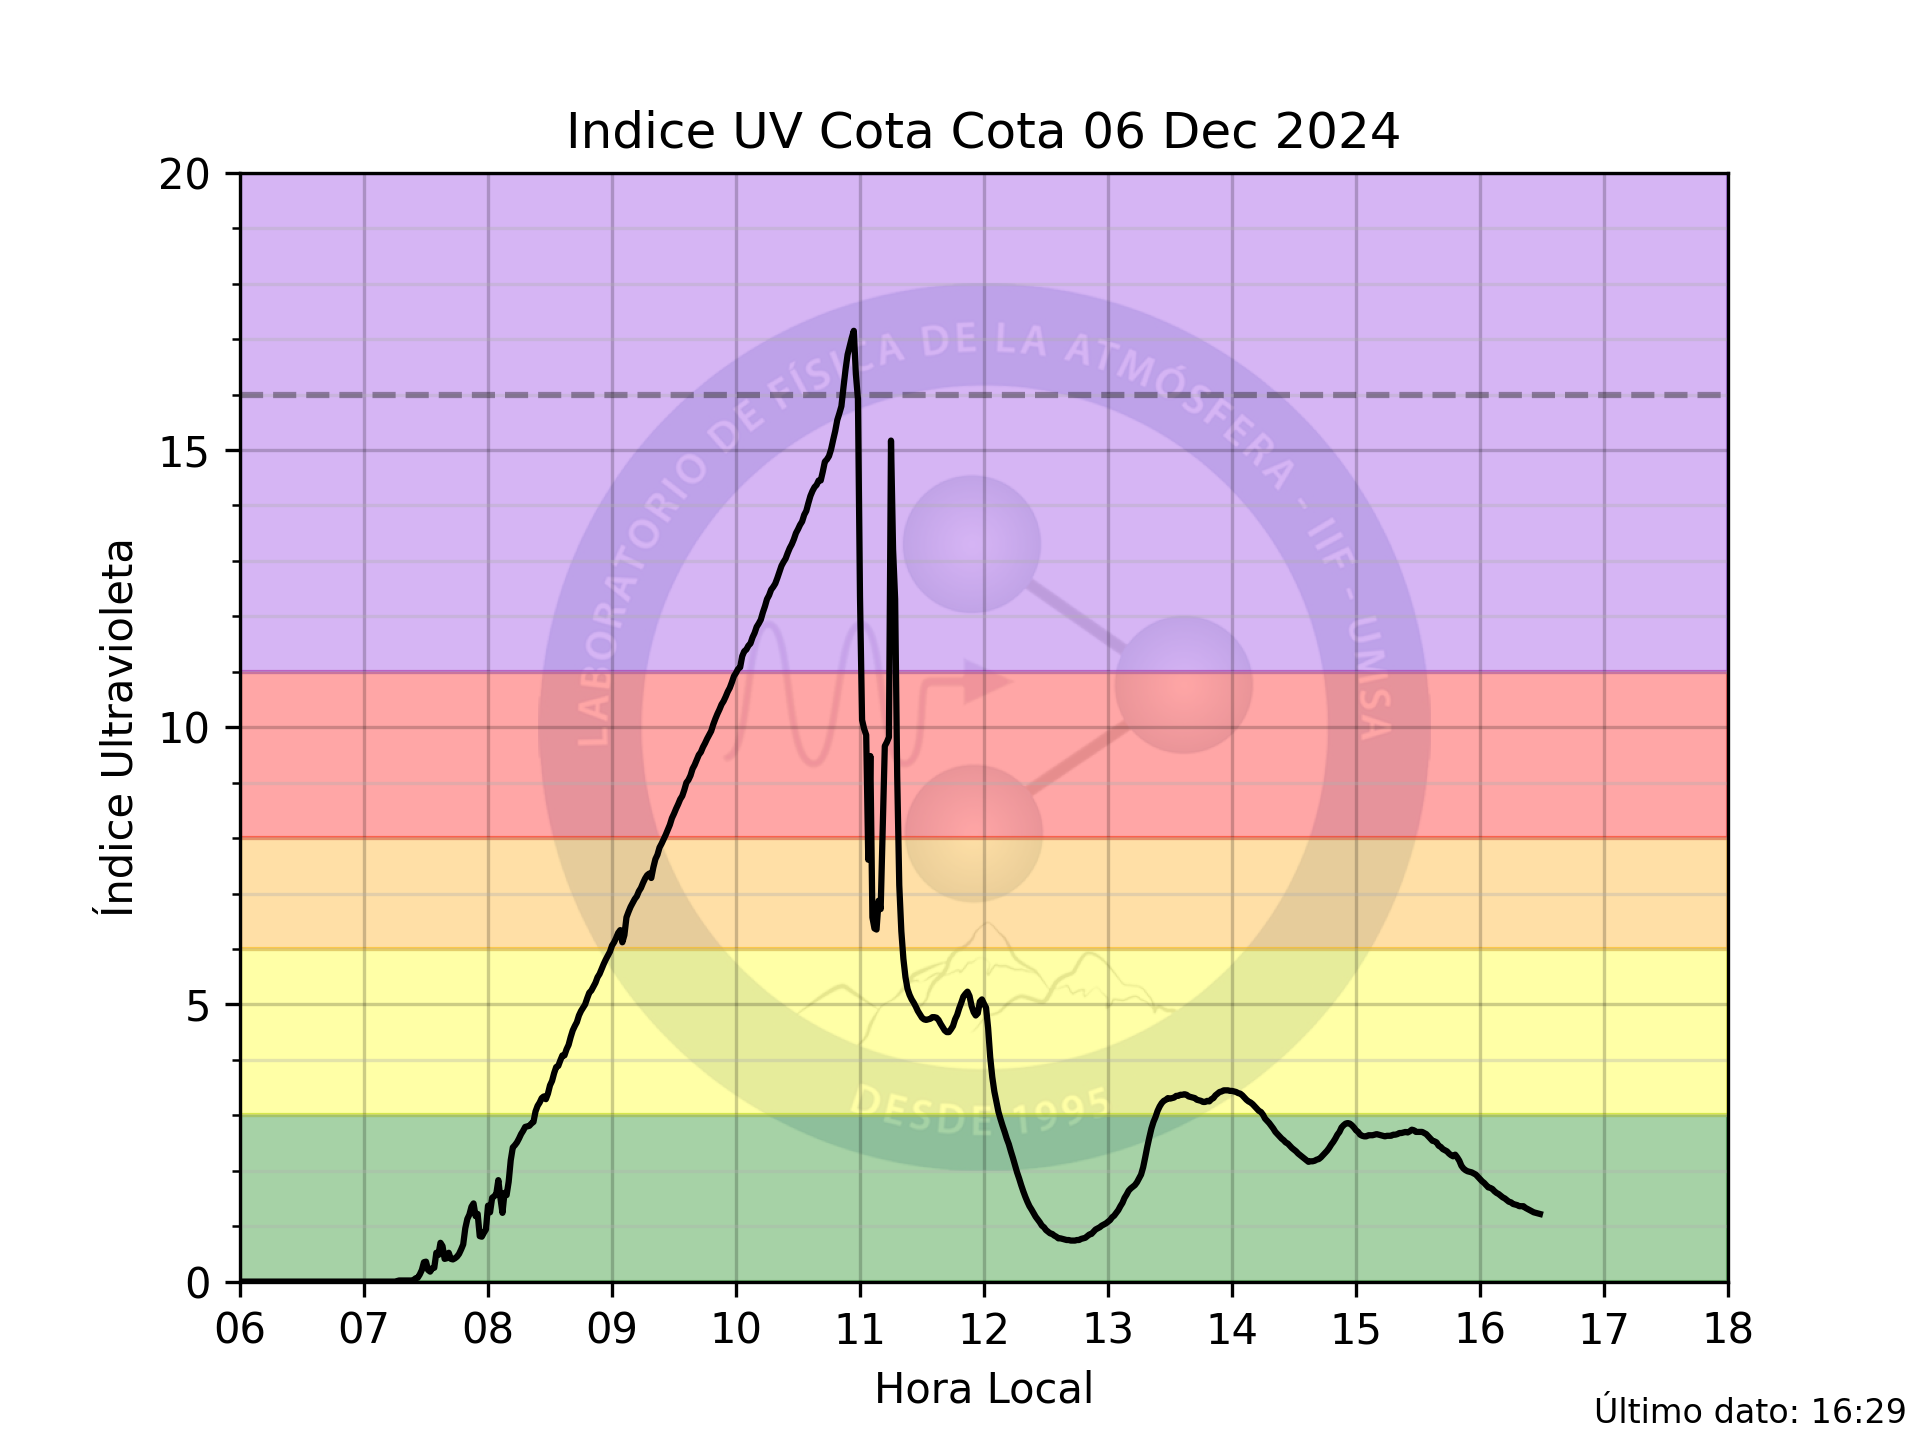 Indice UV Cota Cota 06 Dec 2024
20
15
10
5
0
Índice Ultravioleta
LABORATORIO DE FÍSICA DE LA ATMÓSFERA - IIF - UMSA
DESDE 1995
06 07 08 09 10 11 12 13 14 15 16 17 18
Hora Local
Último dato: 16:29